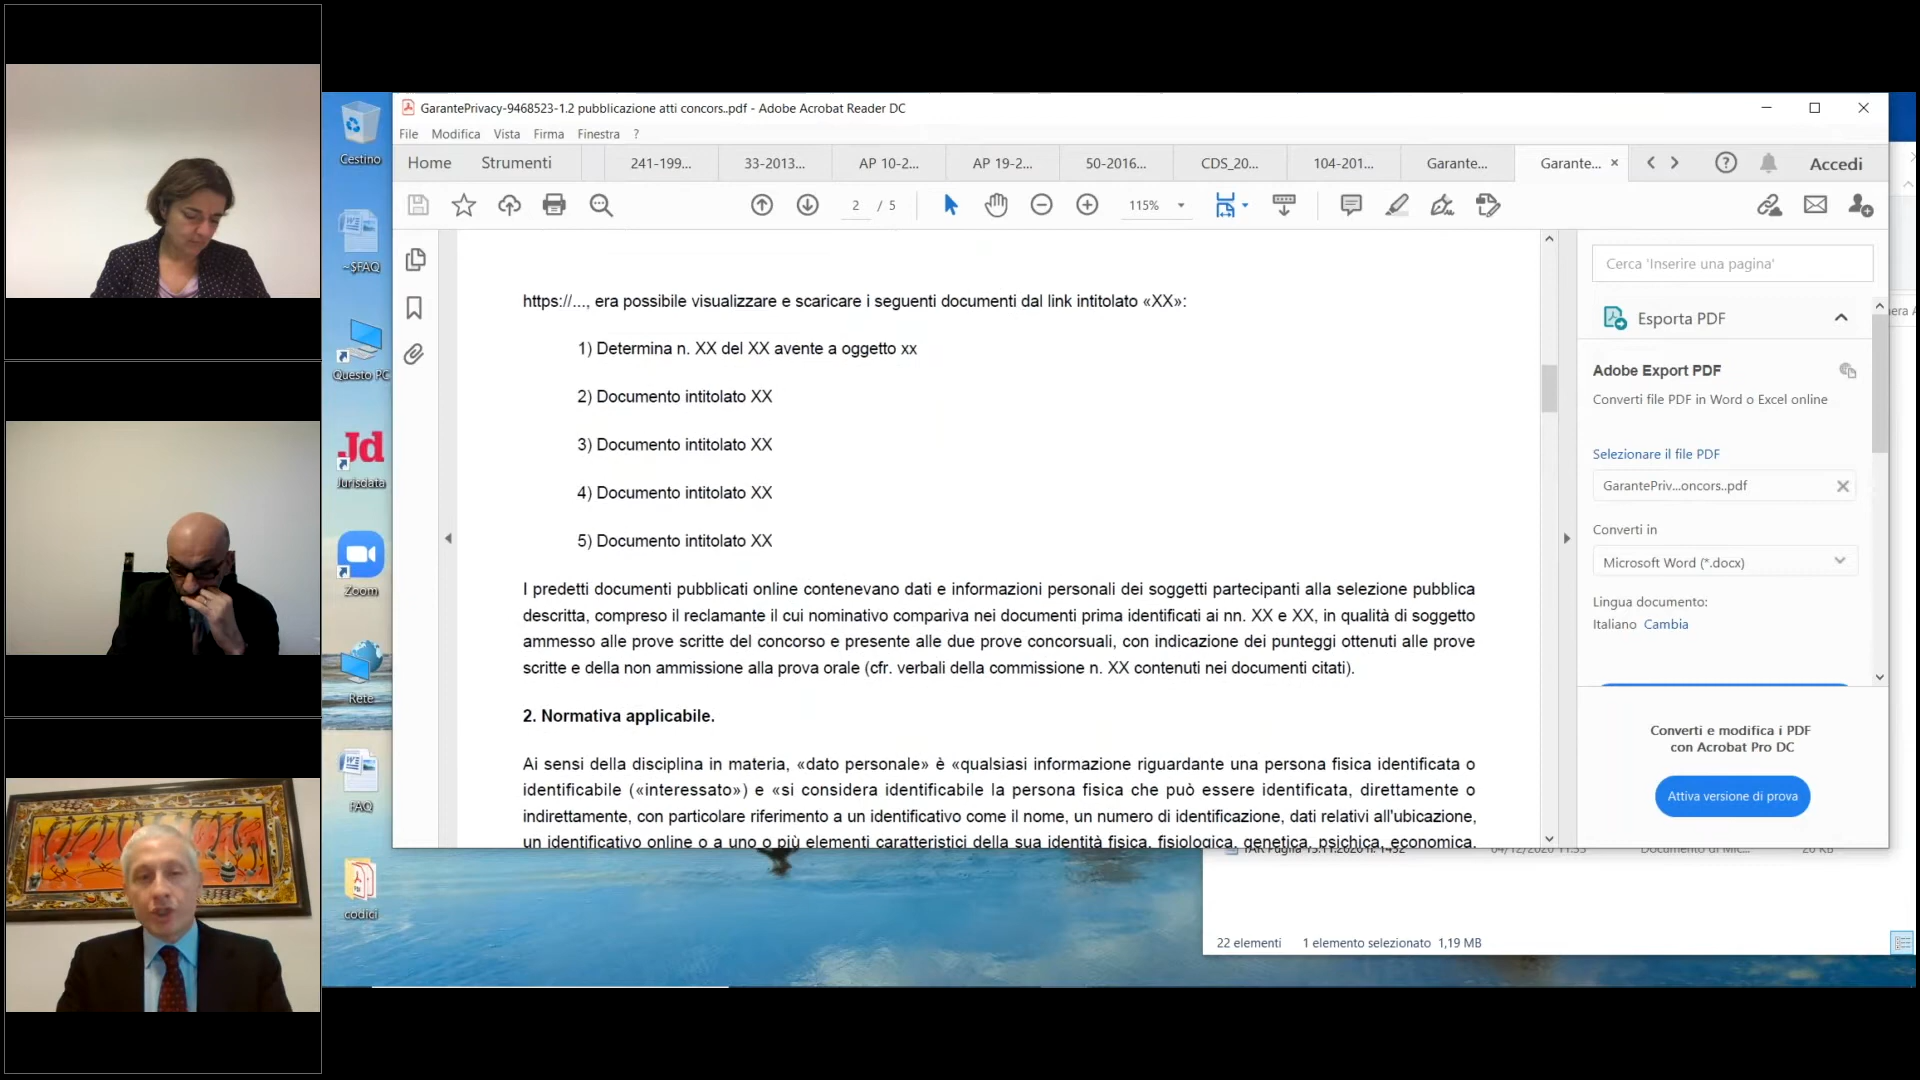 Cestino
~$FAQ
Questo PC
Jd
Jurisdata
Zoom
Rete
FAQ
codici
GarantePrivacy-9468523-1.2 pubblicazione atti concors..pdf - Adobe Acrobat Reader DC
File Modifica Vista Firma Finestra ?
Home Strumenti 241-199... 33-2013... AP 10-2... AP 19-2... 50-2016... CDS_20... 104-201... Garante... Garante... Accedi
2 / 5 115%
https://..., era possibile visualizzare e scaricare i seguenti documenti dal link intitolato «XX»:
1) Determina n. XX del XX avente a oggetto xx
2) Documento intitolato XX
3) Documento intitolato XX
4) Documento intitolato XX
5) Documento intitolato XX
I predetti documenti pubblicati online contenevano dati e informazioni personali dei soggetti partecipanti alla selezione pubblica
descritta, compreso il reclamante il cui nominativo compariva nei documenti prima identificati ai nn. XX e XX, in qualità di soggetto
ammesso alle prove scritte del concorso e presente alle due prove concorsuali, con indicazione dei punteggi ottenuti alle prove
scritte e della non ammissione alla prova orale (cfr. verbali della commissione n. XX contenuti nei documenti citati).
2. Normativa applicabile.
Ai sensi della disciplina in materia, «dato personale» è «qualsiasi informazione riguardante una persona fisica identificata o
identificabile («interessato») e «si considera identificabile la persona fisica che può essere identificata, direttamente o
indirettamente, con particolare riferimento a un identificativo come il nome, un numero di identificazione, dati relativi all'ubicazione,
un identificativo online o a uno o più elementi caratteristici della sua identità fisica, fisiologica, genetica, psichica, economica,
Cerca 'Inserire una pagina'
Esporta PDF
Adobe Export PDF
Converti file PDF in Word o Excel online
Selezionare il file PDF
GarantePriv...oncors..pdf
Converti in
Microsoft Word (*.docx)
Lingua documento:
Italiano Cambia
Converti e modifica i PDF
con Acrobat Pro DC
Attiva versione di prova
22 elementi 1 elemento selezionato 1,19 MB